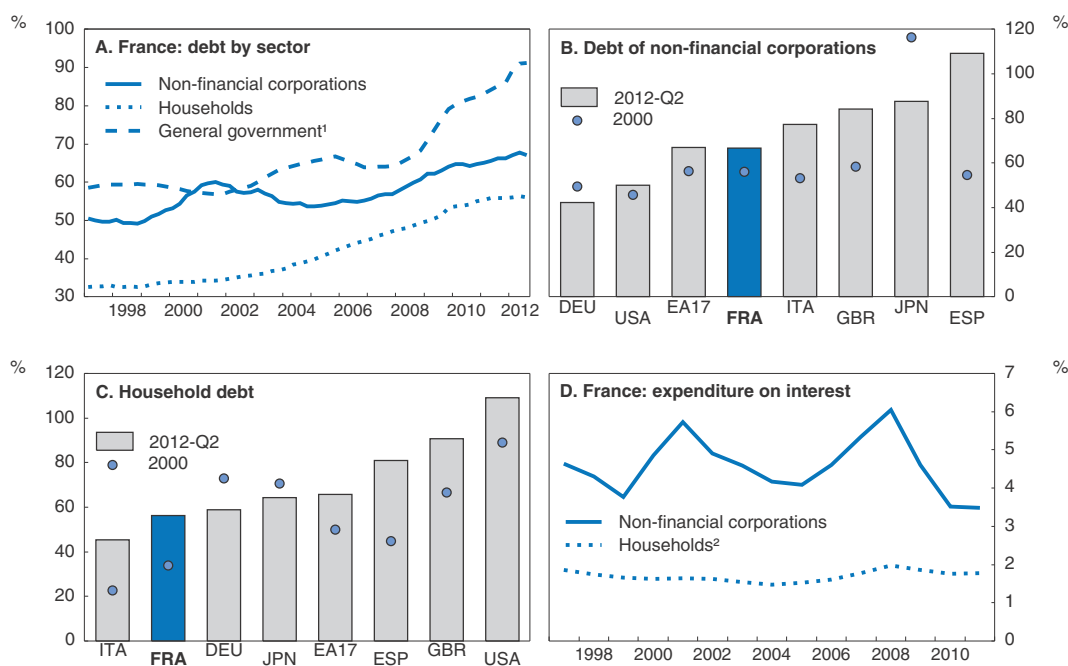 % %
100 120
A. France: debt by sector B. Debt of non-financial corporations
90 100
Non-financial corporations 2012-Q2
Households 2000
General government¹
80 80
70 60
60
50 40
40 20
30 0
1998 2000 2002 2004 2006 2008 2010 2012
DEU USA EA17 FRA ITA GBR JPN ESP
% %
120 7
C. Household debt D. France: expenditure on interest
100 6
2012-Q2
2000
80 5
60 4
Non-financial corporations
3
Households²
40 2
20 1
0 0
ITA FRA DEU JPN EA17 ESP GBR USA
1998 2000 2002 2004 2006 2008 2010